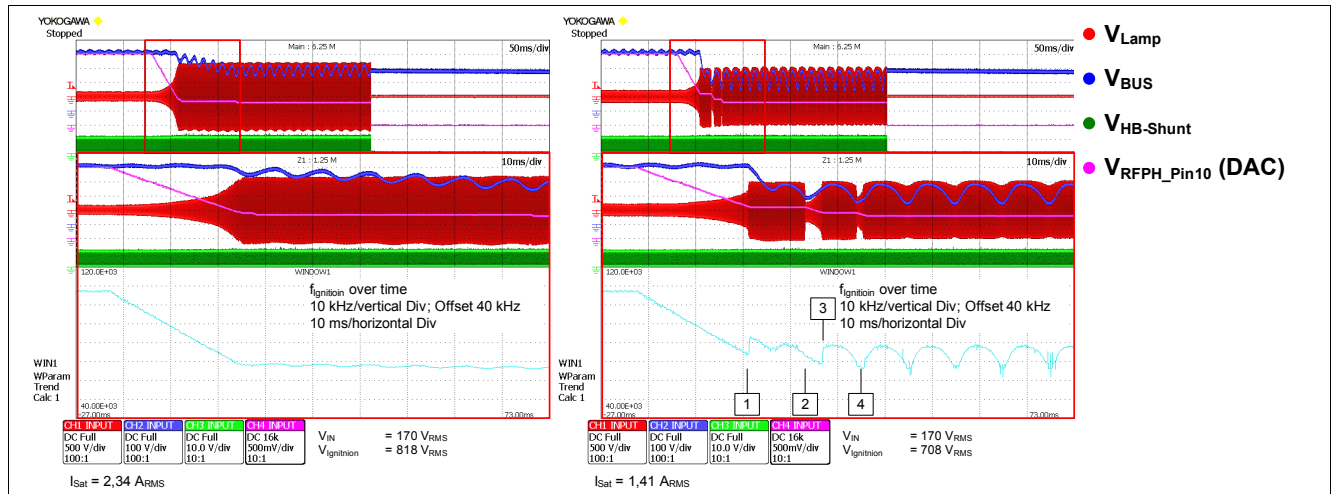 YOKOGAWA
Stopped
Main : 6.25 M
50ms/div
Z1 : 1.25 M
10ms/div
120.0E+03
WINDOW1
fIgnitioin over time
10 kHz/vertical Div; Offset 40 kHz
10 ms/horizontal Div
WIN1
WParam
Trend
Calc 1
40.00E+03
-27.00ms
73.00ms
CH1 INPUT
DC Full
500 V/div
100:1
CH2 INPUT
DC Full
100 V/div
100:1
CH3 INPUT
DC Full
10.0 V/div
10:1
CH4 INPUT
DC 16k
500mV/div
10:1
VIN = 170 VRMS
VIgnitnion = 818 VRMS
ISat = 2,34 ARMS
YOKOGAWA
Stopped
Main : 6.25 M
50ms/div
Z1 : 1.25 M
10ms/div
120.0E+03
WINDOW1
fIgnitioin over time
10 kHz/vertical Div; Offset 40 kHz
10 ms/horizontal Div
3
1
2
4
WIN1
WParam
Trend
Calc 1
40.00E+03
-27.00ms
73.00ms
CH1 INPUT
DC Full
500 V/div
100:1
CH2 INPUT
DC Full
100 V/div
100:1
CH3 INPUT
DC Full
10.0 V/div
10:1
CH4 INPUT
DC 16k
500mV/div
10:1
VIN = 170 VRMS
VIgnitnion = 708 VRMS
ISat = 1,41 ARMS
VLamp
VBUS
VHB-Shunt
VRFPH_Pin10 (DAC)